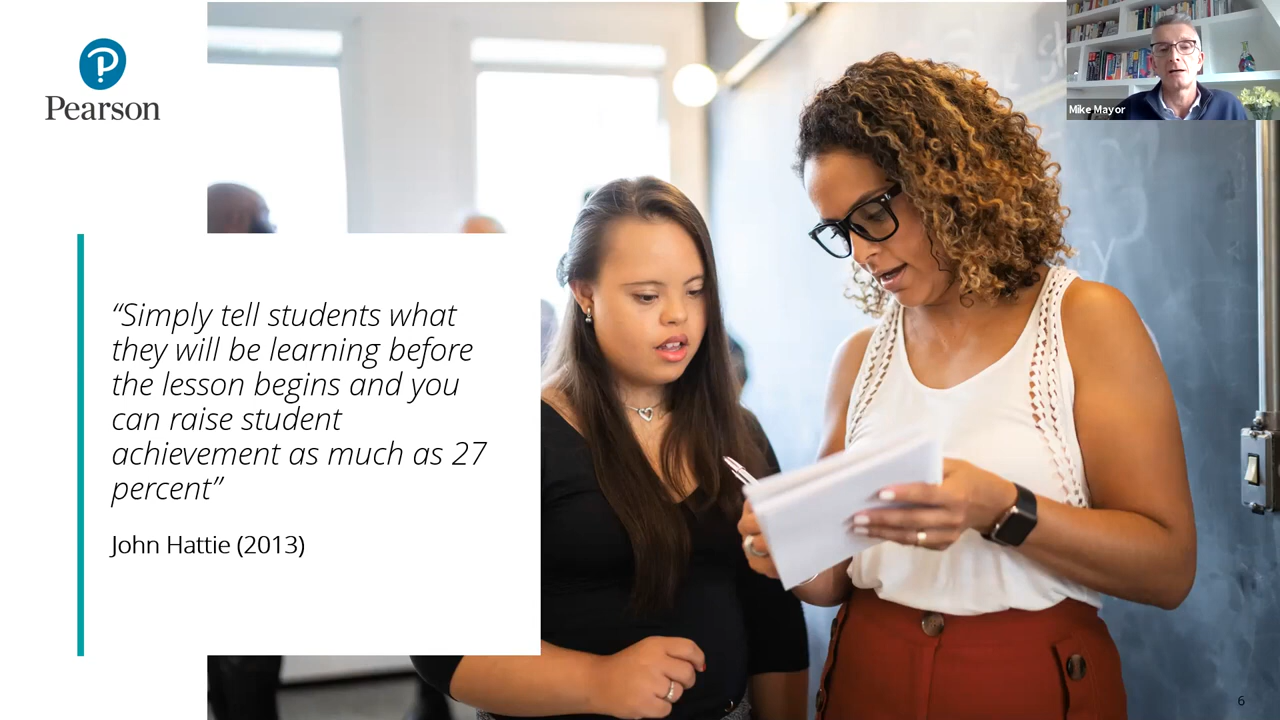 Pearson
Mike Mayor
“Simply tell students what
they will be learning before
the lesson begins and you
can raise student
achievement as much as 27
percent”
John Hattie (2013)
6